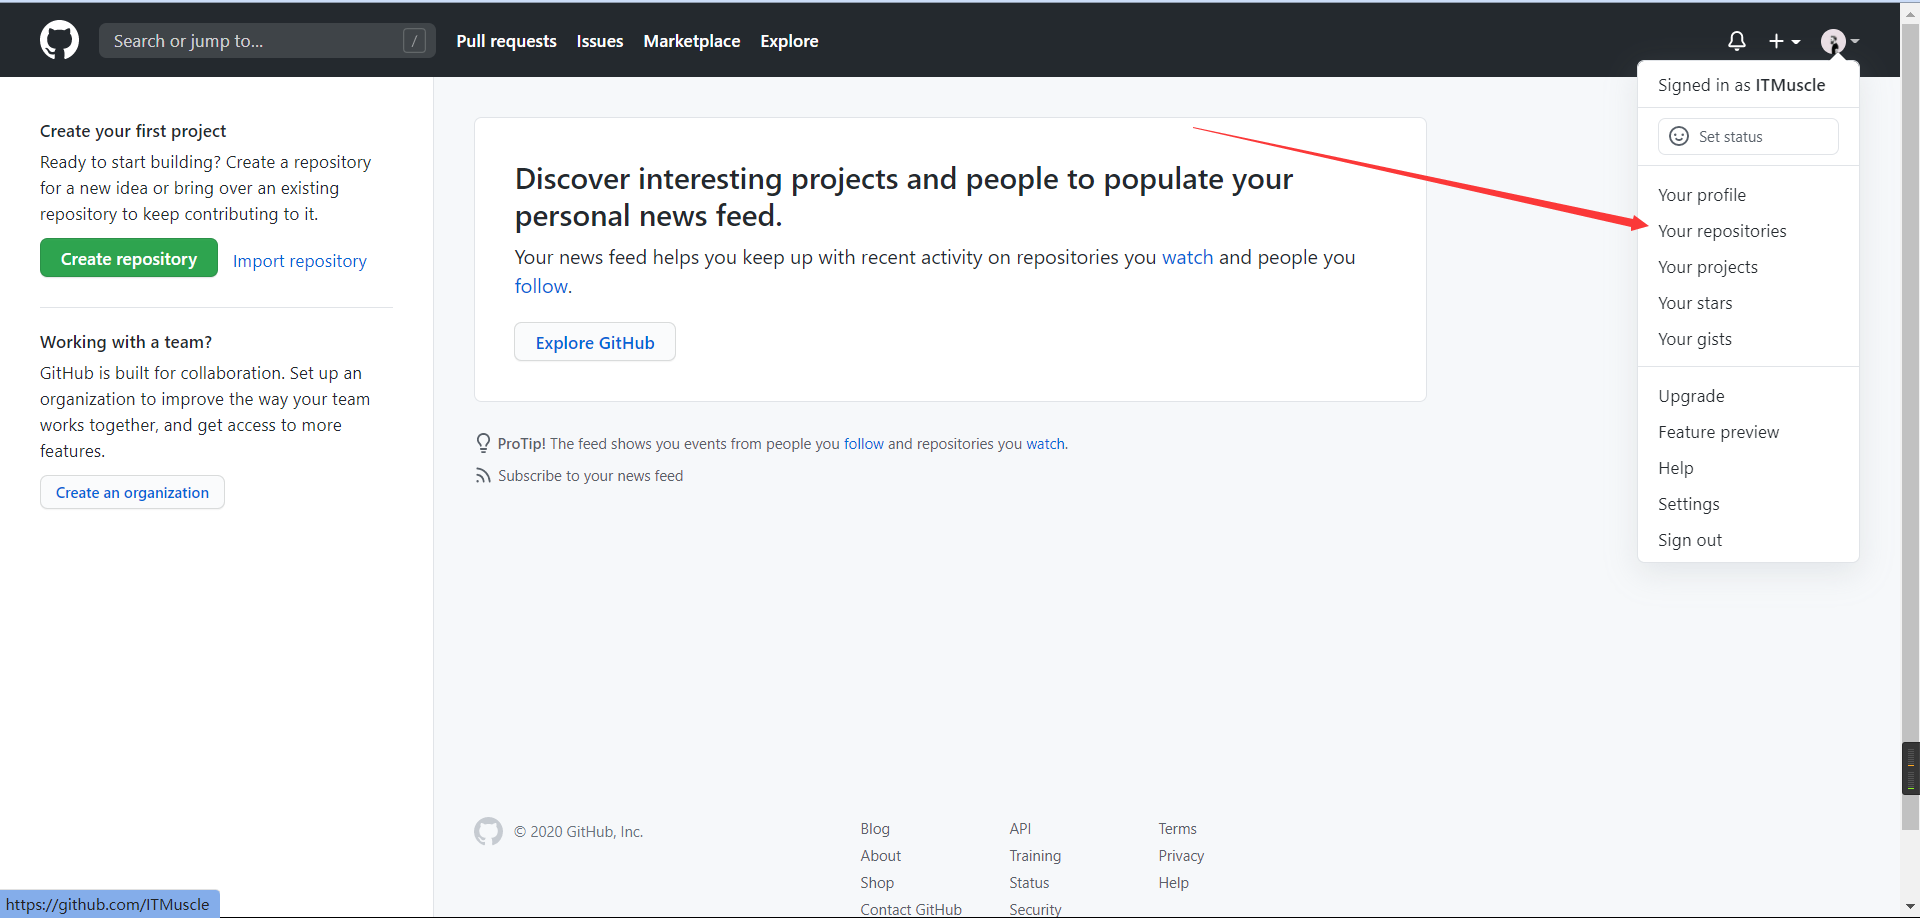 Search or jump to... /
Pull requests Issues Marketplace Explore
Signed in as ITMuscle
Set status
Your profile
Your repositories
Your projects
Your stars
Your gists
Upgrade
Feature preview
Help
Settings
Sign out
Create your first project
Ready to start building? Create a repository
for a new idea or bring over an existing
repository to keep contributing to it.
Create repository Import repository
Working with a team?
GitHub is built for collaboration. Set up an
organization to improve the way your team
works together, and get access to more
features.
Create an organization
Discover interesting projects and people to populate your
personal news feed.
Your news feed helps you keep up with recent activity on repositories you watch and people you
follow.
Explore GitHub
ProTip! The feed shows you events from people you follow and repositories you watch.
Subscribe to your news feed
© 2020 GitHub, Inc.
Blog
About
Shop
Contact GitHub
API
Training
Status
Security
Terms
Privacy
Help
https://github.com/ITMuscle